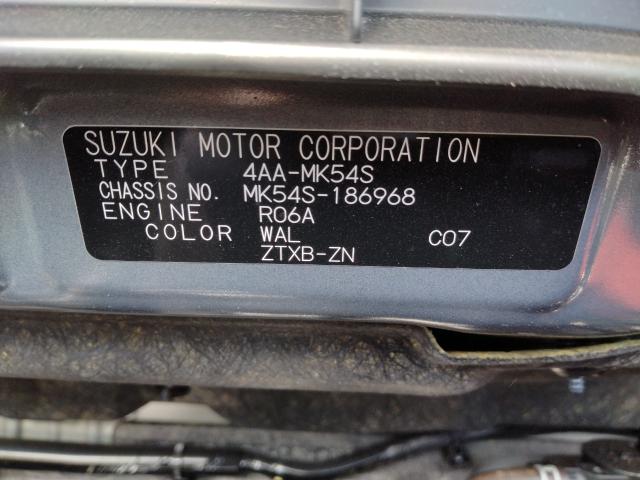 SUZUKI MOTOR CORPORATION
TYPE 4AA-MK54S
CHASSIS NO. MK54S-186968
ENGINE R06A
COLOR WAL C07
ZTXB-ZN